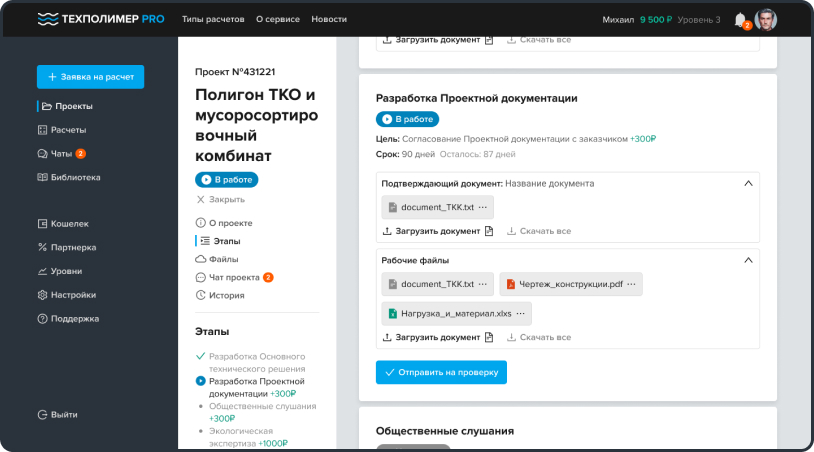 ТЕХПОЛИМЕР PRO
Типы расчетов
О сервисе
Новости
Михаил 9 500 ₽ Уровень 3
2
Заявка на расчет
Проекты
Расчеты
Чаты 2
Библиотека
Кошелек
Партнерка
Уровни
Настройки
Поддержка
Выйти
Проект №431221
Полигон ТКО и
мусоросортиро
вочный
комбинат
В работе
Закрыть
О проекте
Этапы
Файлы
Чат проекта 2
История
Этапы
Разработка Основного
технического решения
Разработка Проектной
документации +300₽
Общественные слушания
+300₽
Экологическая
экспертиза +1000₽
Загрузить документ
Скачать все
Разработка Проектной документации
В работе
Цель: Согласование Проектной документации с заказчиком +300₽
Срок: 90 дней Осталось: 87 дней
Подтверждающий документ: Название документа
document_ТКК.txt ···
Загрузить документ
Скачать все
Рабочие файлы
document_ТКК.txt ···
Чертеж_конструкции.pdf ···
Нагрузка_и_материал.xlxs ···
Загрузить документ
Скачать все
Отправить на проверку
Общественные слушания